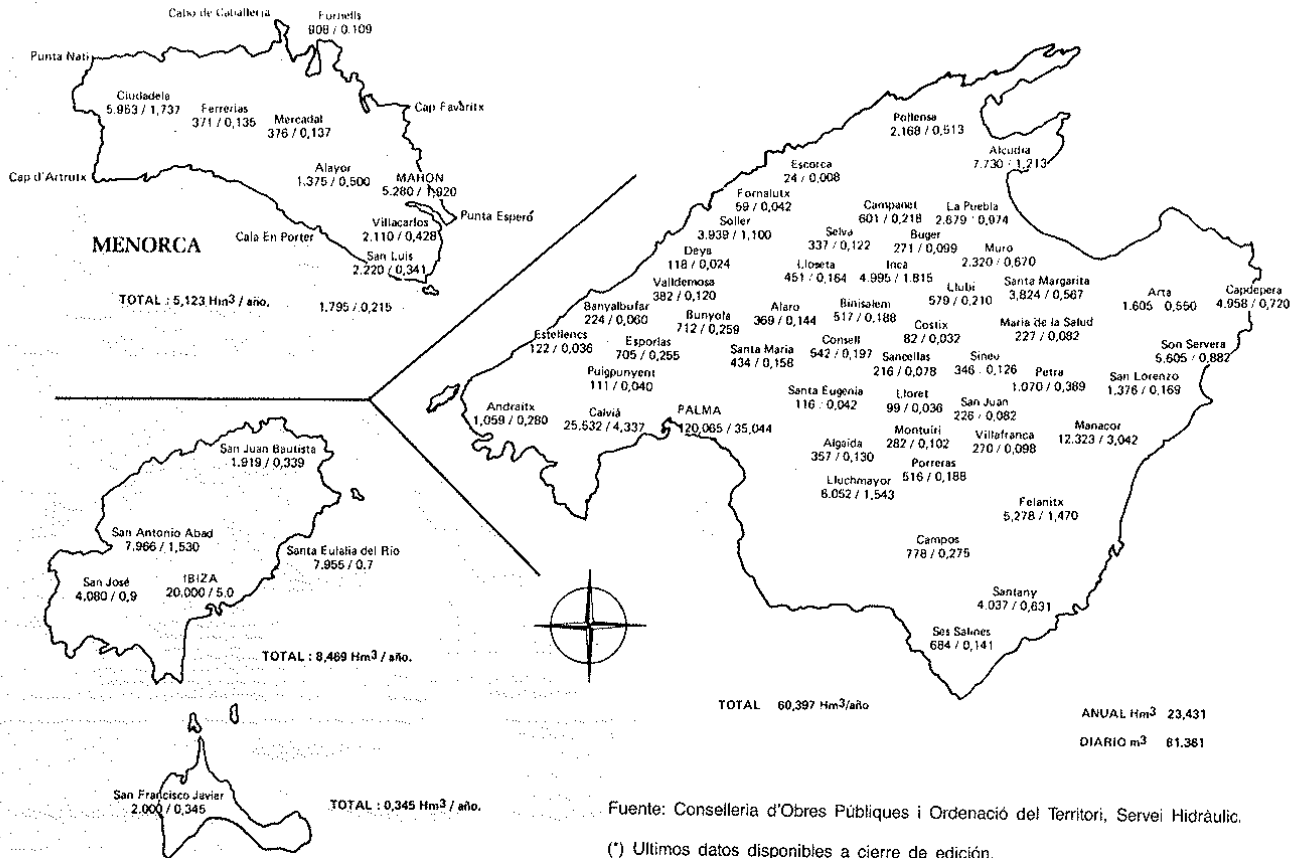 Cabo de Caballeria
Fornells
908 / 0.109
Punta Nati
Ciudadela
5.963 / 1,737
Ferrerias
371 / 0,135
Mercadal
376 / 0,137
Cap Favàritx
Alayor
1.375 / 0,500
MAHON
5.280 / 1,920
Cap d'Artrutx
Punta Esperó
Villacarlos
2.110 / 0,428
MENORCA
Cala En Porter
San Luis
2.220 / 0,341
TOTAL : 5,123 Hm³ / año.
1.795 / 0,215
Pollensa
2.168 / 0,513
Alcudia
7.730 / 1,213
Escorca
24 / 0,008
Fornalutx
59 / 0,042
Campanet
601 / 0,218
La Puebla
2.679 / 0,974
Soller
3.939 / 1,100
Selva
337 / 0,122
Buger
271 / 0,099
Muro
2.320 / 0,670
Deya
118 / 0,024
Lloseta
451 / 0,164
Inca
4.995 / 1.815
Valldemosa
382 / 0,120
Llubi
579 / 0,210
Santa Margarita
3,824 / 0,567
Arta
1.605 / 0,550
Capdepera
4.958 / 0,720
Banyalbufar
224 / 0,060
Bunyola
712 / 0,259
Alaro
369 / 0,144
Binisalem
517 / 0,188
Costix
82 / 0,032
Maria de la Salud
227 / 0,082
Estellencs
122 / 0,036
Esporlas
705 / 0,255
Santa Maria
434 / 0,158
Consell
542 / 0,197
Sancellas
216 / 0,078
Sineu
346 / 0,126
Son Servera
5.605 / 0,882
Puigpunyent
111 / 0,040
Petra
1.070 / 0,389
San Lorenzo
1,376 / 0,169
Santa Eugenia
116 / 0,042
Lloret
99 / 0,036
San Juan
226 / 0,082
Andraitx
1,059 / 0,280
Calviá
25.532 / 4,337
PALMA
120,065 / 35,044
Montuiri
282 / 0,102
Villafranca
270 / 0,098
Manacor
12.323 / 3,042
Algaida
357 / 0,130
Porreras
516 / 0,188
Lluchmayor
6.052 / 1,543
Felanitx
5,278 / 1,470
Campos
778 / 0,275
Santany
4.037 / 0,631
Ses Salines
684 / 0,141
San Juan Bautista
1.919 / 0,339
San Antonio Abad
7.966 / 1,530
Santa Eulalia del Río
7.955 / 0.7
San José
4.080 / 0,9
IBIZA
20,000 / 5.0
TOTAL : 8,469 Hm³ / año.
TOTAL 60,397 Hm³/año
ANUAL Hm³ 23,431
DIARIO m³ 61.361
San Francisco Javier
2.000 / 0,345
TOTAL : 0,345 Hm³ / año.
Fuente: Conselleria d'Obres Públiques i Ordenació del Territori, Servei Hidràulic.
(*) Ultimos datos disponibles a cierre de edición.